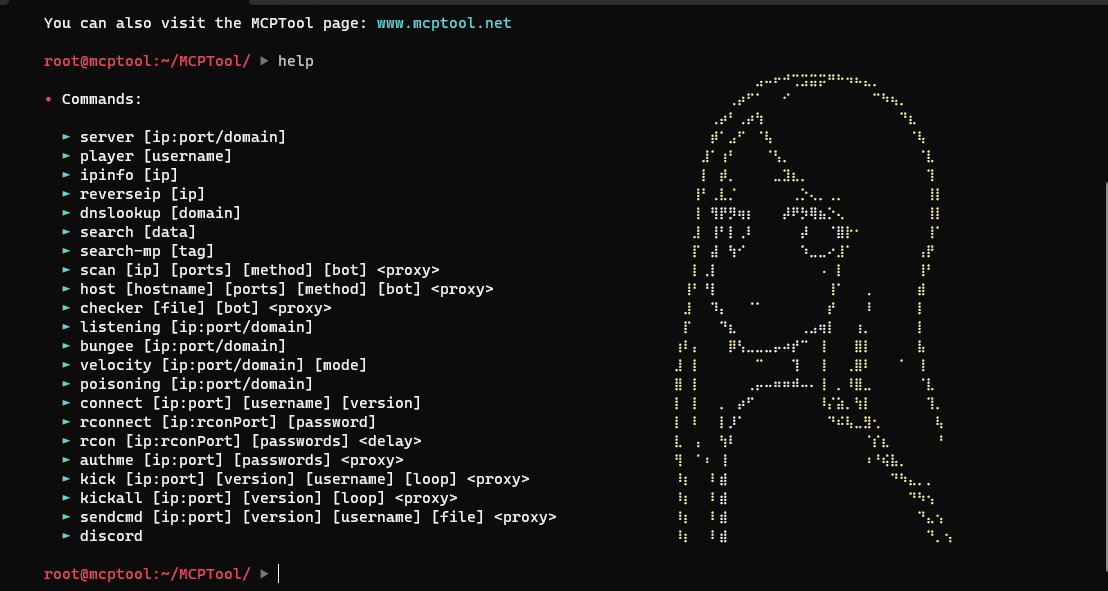 You can also visit the MCPTool page: www.mcptool.net
root@mcptool:~/MCPTool/ ► help
• Commands:
► server [ip:port/domain]
► player [username]
► ipinfo [ip]
► reverseip [ip]
► dnslookup [domain]
► search [data]
► search-mp [tag]
► scan [ip] [ports] [method] [bot] <proxy>
► host [hostname] [ports] [method] [bot] <proxy>
► checker [file] [bot] <proxy>
► listening [ip:port/domain]
► bungee [ip:port/domain]
► velocity [ip:port/domain] [mode]
► poisoning [ip:port/domain]
► connect [ip:port] [username] [version]
► rconnect [ip:rconPort] [password]
► rcon [ip:rconPort] [passwords] <delay>
► authme [ip:port] [passwords] <proxy>
► kick [ip:port] [version] [username] [loop] <proxy>
► kickall [ip:port] [version] [loop] <proxy>
► sendcmd [ip:port] [version] [username] [file] <proxy>
► discord
root@mcptool:~/MCPTool/ ►